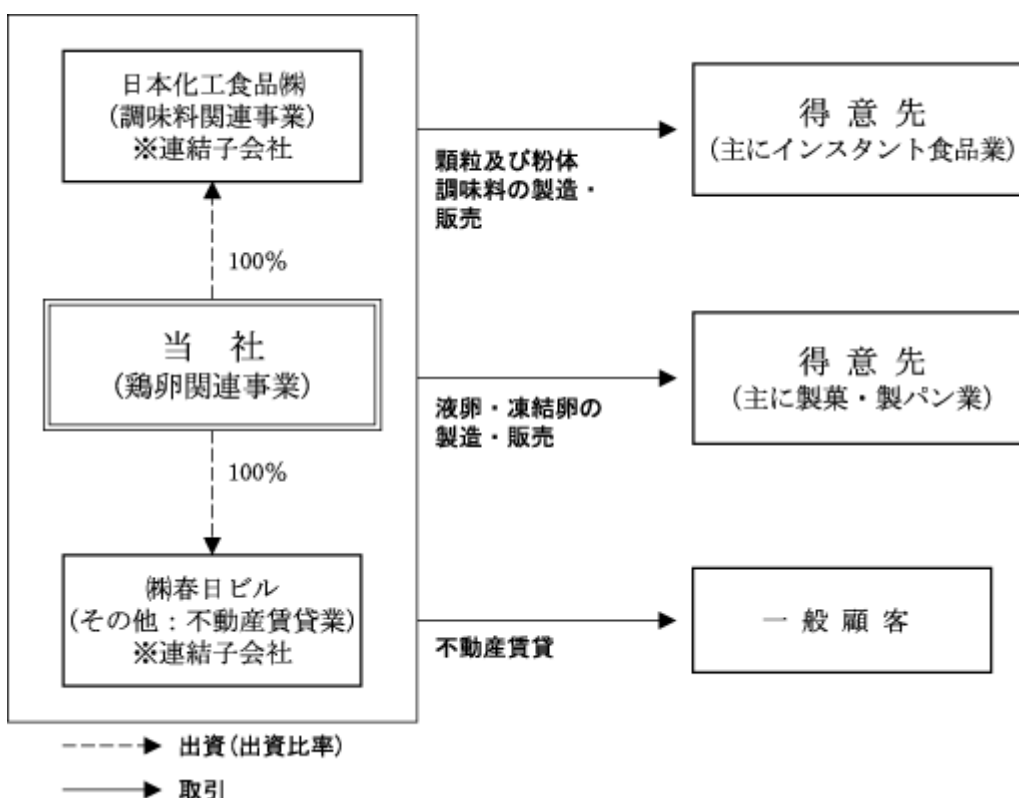 日本化工食品㈱
(調味料関連事業)
※連結子会社
100%
当 社
(鶏卵関連事業)
100%
㈱春日ビル
(その他：不動産賃貸業)
※連結子会社
顆粒及び粉体
調味料の製造・
販売
液卵・凍結卵の
製造・販売
不動産賃貸
得 意 先
(主にインスタント食品業)
得 意 先
(主に製菓・製パン業)
一 般 顧 客
出資(出資比率)
取引